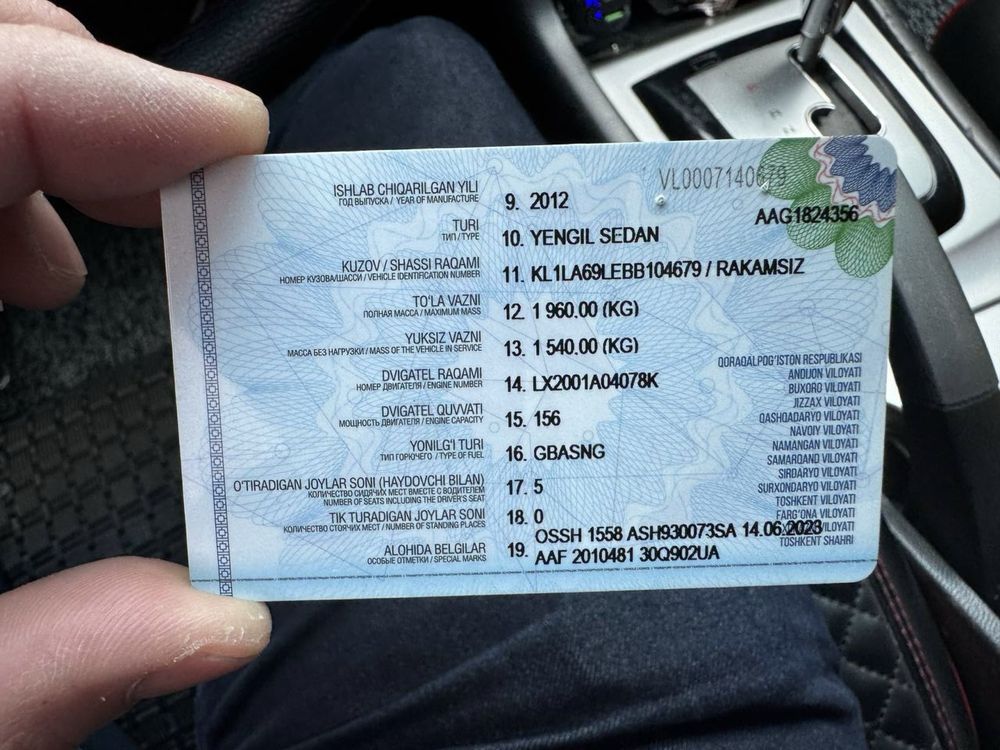 VL0007140679
AAG1824356
ISHLAB CHIQARILGAN YILI
ГОД ВЫПУСКА / YEAR OF MANUFACTURE
9. 2012
TURI
ТИП / TYPE
10. YENGIL SEDAN
KUZOV / SHASSI RAQAMI
НОМЕР КУЗОВА/ШАССИ / VEHICLE IDENTIFICATION NUMBER
11. KL1LA69LEBB104679 / RAKAMSIZ
TO'LA VAZNI
ПОЛНАЯ МАССА / MAXIMUM MASS
12. 1 960.00 (KG)
YUKSIZ VAZNI
МАССА БЕЗ НАГРУЗКИ / MASS OF THE VEHICLE IN SERVICE
13. 1 540.00 (KG)
DVIGATEL RAQAMI
НОМЕР ДВИГАТЕЛЯ / ENGINE NUMBER
14. LX2001A04078K
DVIGATEL QUVVATI
МОЩНОСТЬ ДВИГАТЕЛЯ / ENGINE CAPACITY
15. 156
YONILG'I TURI
ТИП ГОРЮЧЕГО / TYPE OF FUEL
16. GBASNG
O'TIRADIGAN JOYLAR SONI (HAYDOVCHI BILAN)
КОЛИЧЕСТВО СИДЯЧИХ МЕСТ ВМЕСТЕ С ВОДИТЕЛЕМ
NUMBER OF SEATS INCLUDING THE DRIVER'S SEAT
17. 5
TIK TURADIGAN JOYLAR SONI
КОЛИЧЕСТВО СТОЯЧИХ МЕСТ / NUMBER OF STANDING PLACES
18. 0
ALOHIDA BELGILAR
ОСОБЫЕ ОТМЕТКИ / SPECIAL MARKS
19. OSSH 1558 ASH930073SA 14.06.2023
AAF 2010481 30Q902UA
QORAQALPOG'ISTON RESPUBLIKASI
ANDIJON VILOYATI
BUXORO VILOYATI
JIZZAX VILOYATI
QASHQADARYO VILOYATI
NAVOIY VILOYATI
NAMANGAN VILOYATI
SAMARQAND VILOYATI
SIRDARYO VILOYATI
SURXONDARYO VILOYATI
TOSHKENT VILOYATI
FARG'ONA VILOYATI
VILOYATI
TOSHKENT SHAHRI